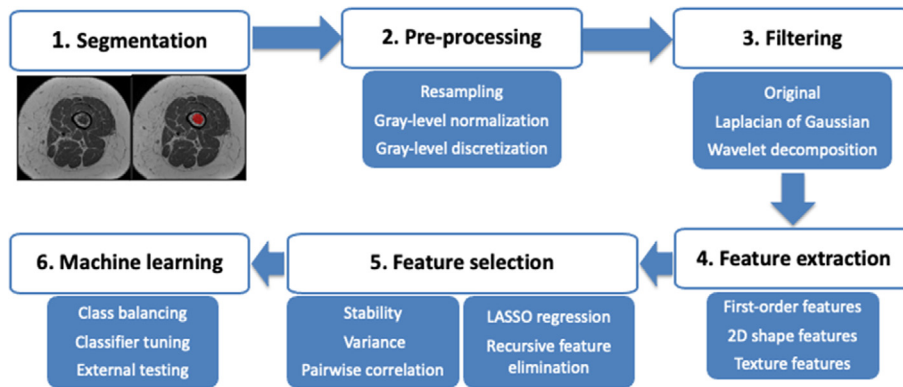 1. Segmentation
2. Pre-processing
Resampling
Gray-level normalization
Gray-level discretization
3. Filtering
Original
Laplacian of Gaussian
Wavelet decomposition
4. Feature extraction
First-order features
2D shape features
Texture features
5. Feature selection
Stability
Variance
Pairwise correlation
LASSO regression
Recursive feature
elimination
6. Machine learning
Class balancing
Classifier tuning
External testing